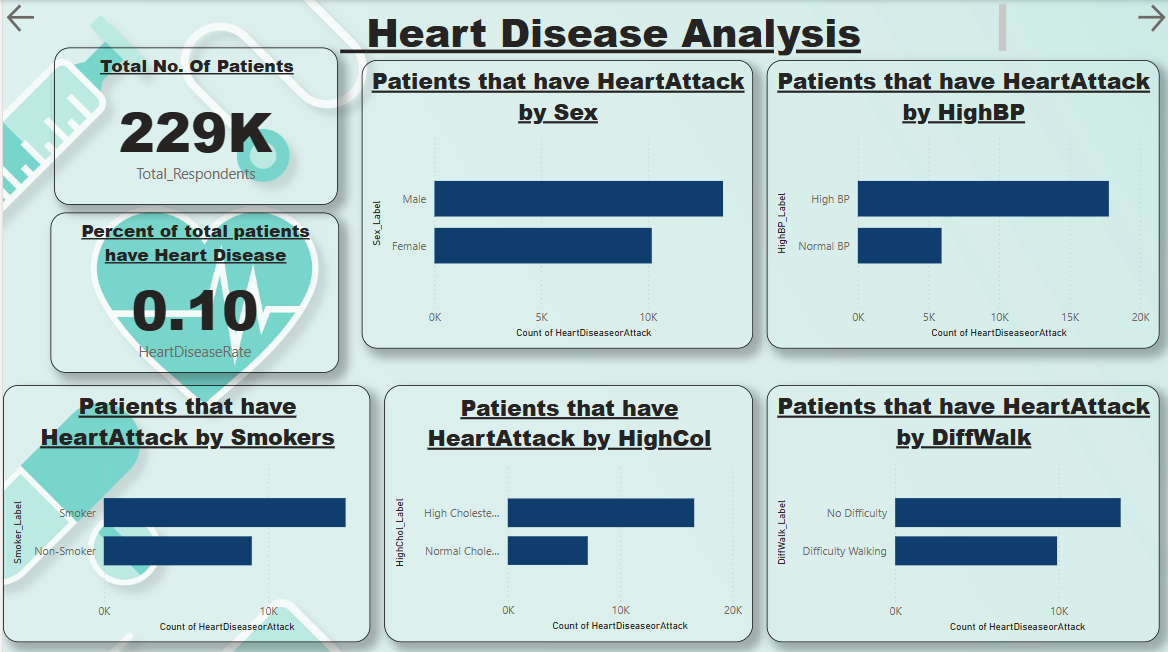 Heart Disease Analysis
Total No. Of Patients
229K
Total_Respondents
Percent of total patients
have Heart Disease
0.10
HeartDiseaseRate
Patients that have HeartAttack
by Sex
Sex_Label
Male
Female
0K 5K 10K
Count of HeartDiseaseorAttack
Patients that have HeartAttack
by HighBP
HighBP_Label
High BP
Normal BP
0K 5K 10K 15K 20K
Count of HeartDiseaseorAttack
Patients that have
HeartAttack by Smokers
Smoker_Label
Smoker
Non-Smoker
0K 10K
Count of HeartDiseaseorAttack
Patients that have
HeartAttack by HighCol
HighChol_Label
High Choleste...
Normal Chole...
0K 10K 20K
Count of HeartDiseaseorAttack
Patients that have HeartAttack
by DiffWalk
DiffWalk_Label
No Difficulty
Difficulty Walking
0K 10K
Count of HeartDiseaseorAttack